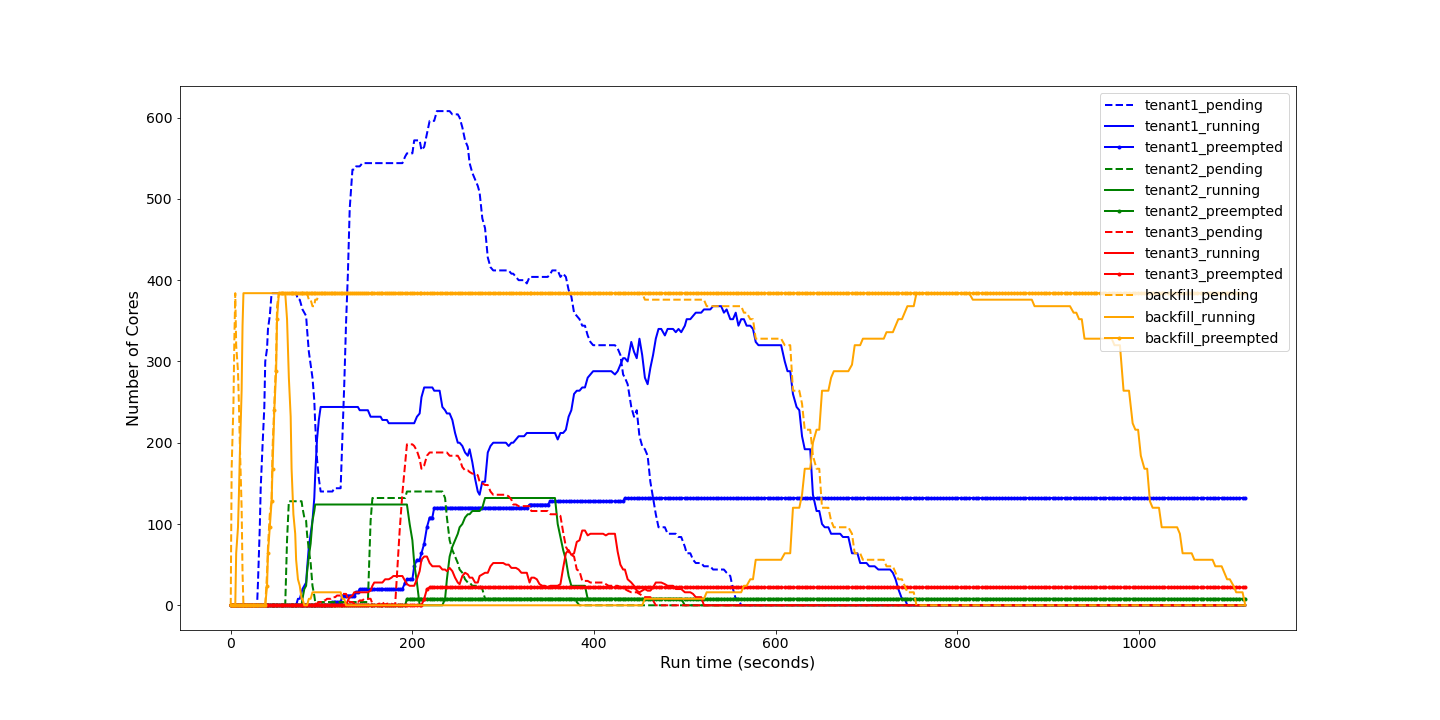 600
500
400
300
200
100
0
Number of Cores
0 200 400 600 800 1000
Run time (seconds)
tenant1_pending
tenant1_running
tenant1_preempted
tenant2_pending
tenant2_running
tenant2_preempted
tenant3_pending
tenant3_running
tenant3_preempted
backfill_pending
backfill_running
backfill_preempted